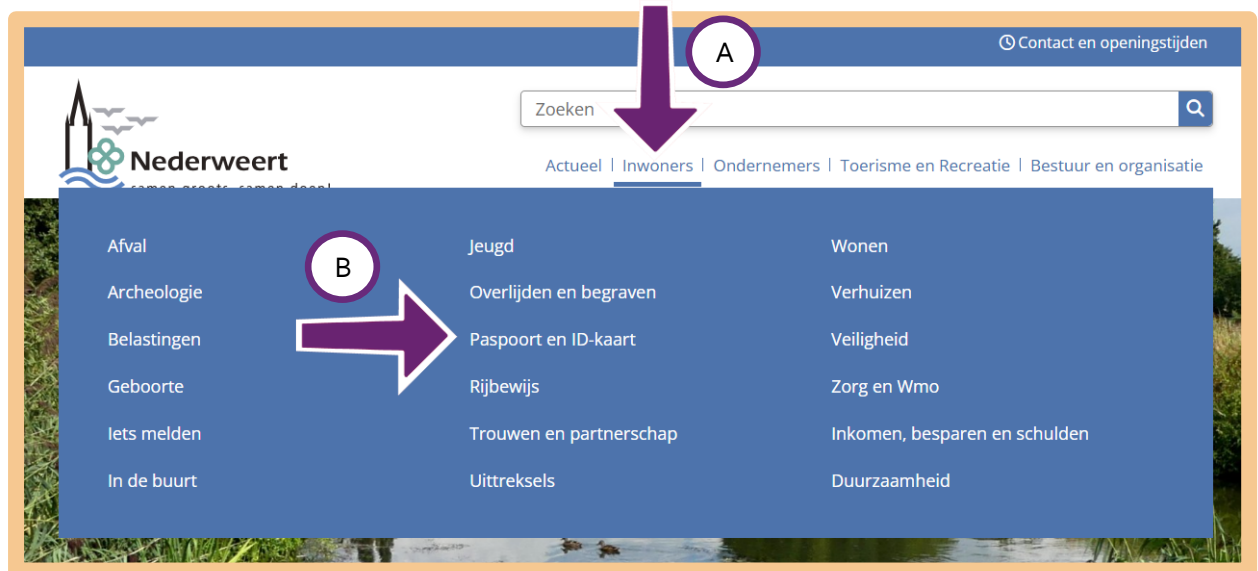 A
Contact en openingstijden
Zoeken
Nederweert
Actueel | Inwoners | Ondernemers | Toerisme en Recreatie | Bestuur en organisatie
Afval
Archeologie
Belastingen
Geboorte
Iets melden
In de buurt
B
Jeugd
Overlijden en begraven
Paspoort en ID-kaart
Rijbewijs
Trouwen en partnerschap
Uittreksels
Wonen
Verhuizen
Veiligheid
Zorg en Wmo
Inkomen, besparen en schulden
Duurzaamheid